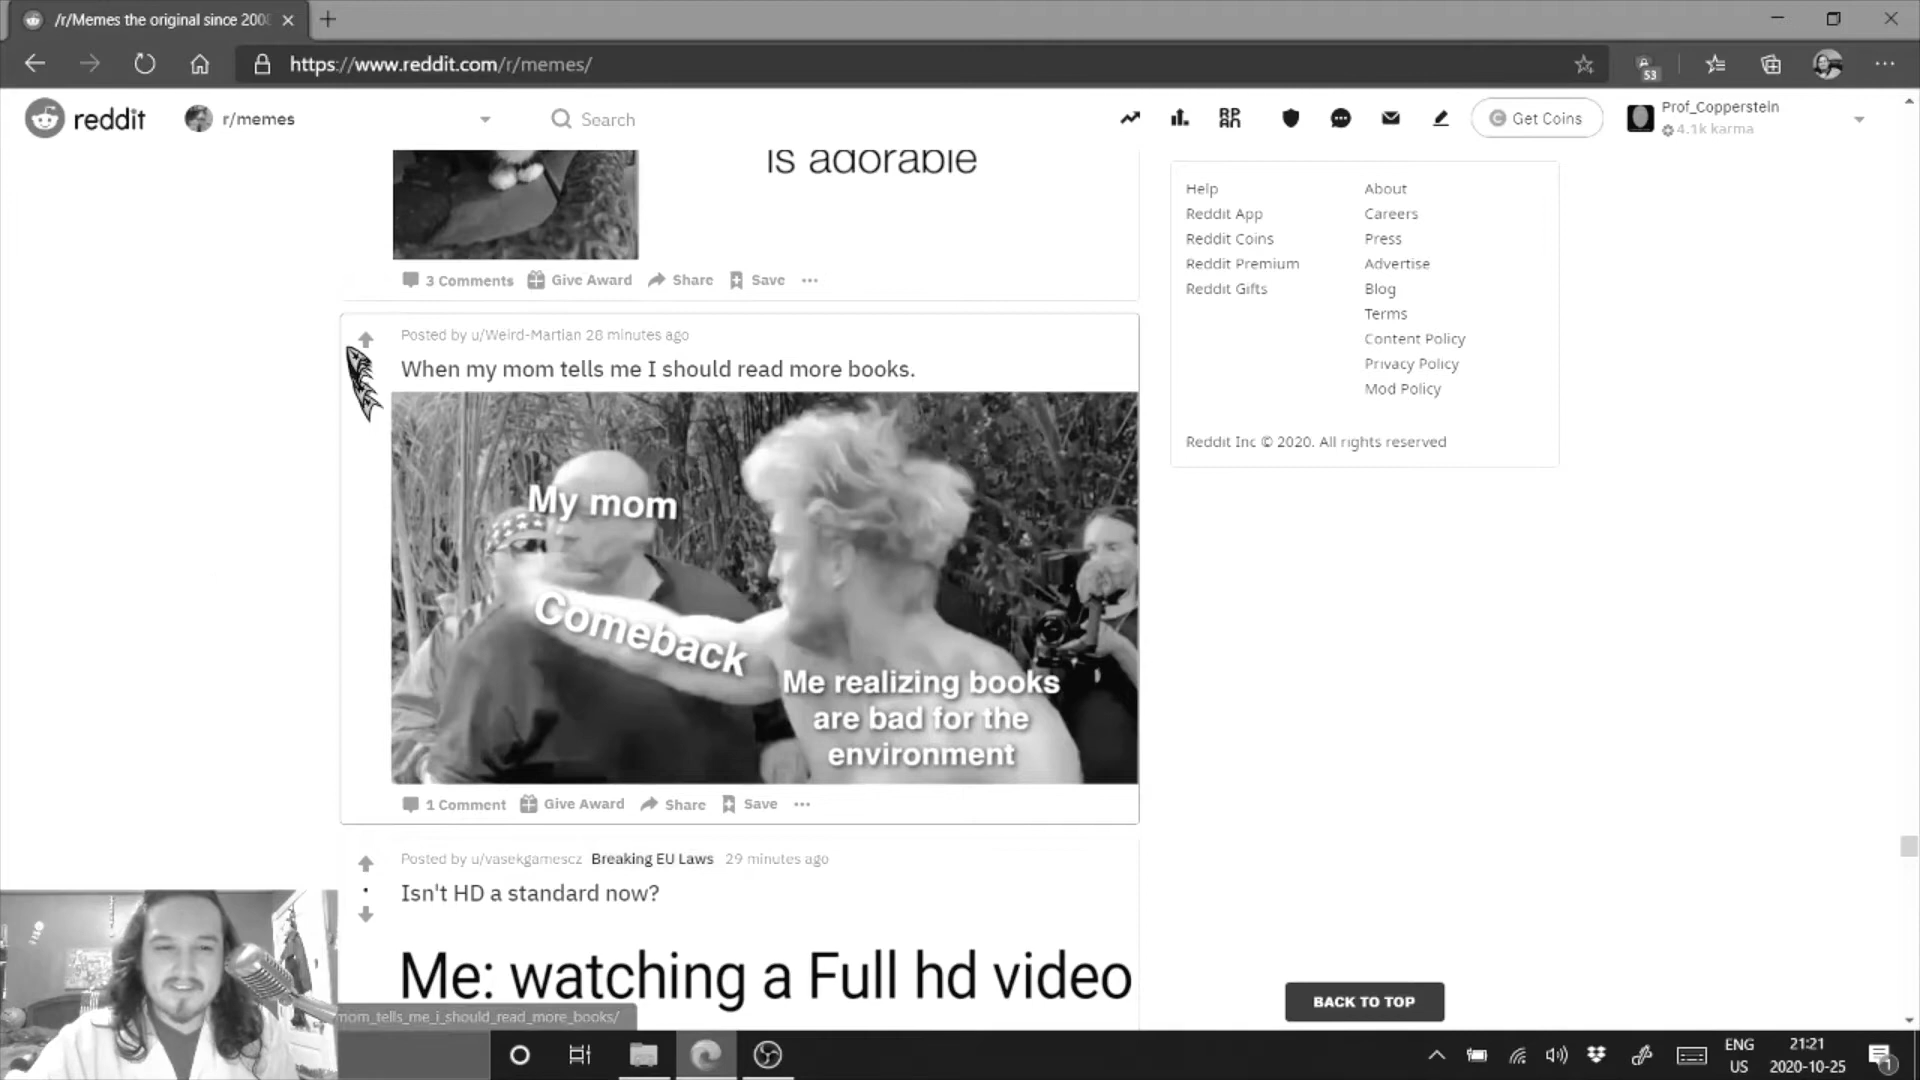 /r/Memes the original since 2008
https://www.reddit.com/r/memes/
53
reddit
r/memes
Search
Get Coins
Prof_Copperstein
4.1k karma
is adorable
3 Comments
Give Award
Share
Save
Help
About
Reddit App
Careers
Reddit Coins
Press
Reddit Premium
Advertise
Reddit Gifts
Blog
Terms
Content Policy
Privacy Policy
Mod Policy
Reddit Inc © 2020. All rights reserved
Posted by u/Weird-Martian 28 minutes ago
When my mom tells me I should read more books.
My mom
Comeback
Me realizing books
are bad for the
environment
1 Comment
Give Award
Share
Save
Posted by u/vasekgamescz Breaking EU Laws 29 minutes ago
Isn't HD a standard now?
Me: watching a Full hd video
BACK TO TOP
mom_tells_me_i_should_read_more_books/
ENG
US
21:21
2020-10-25
1